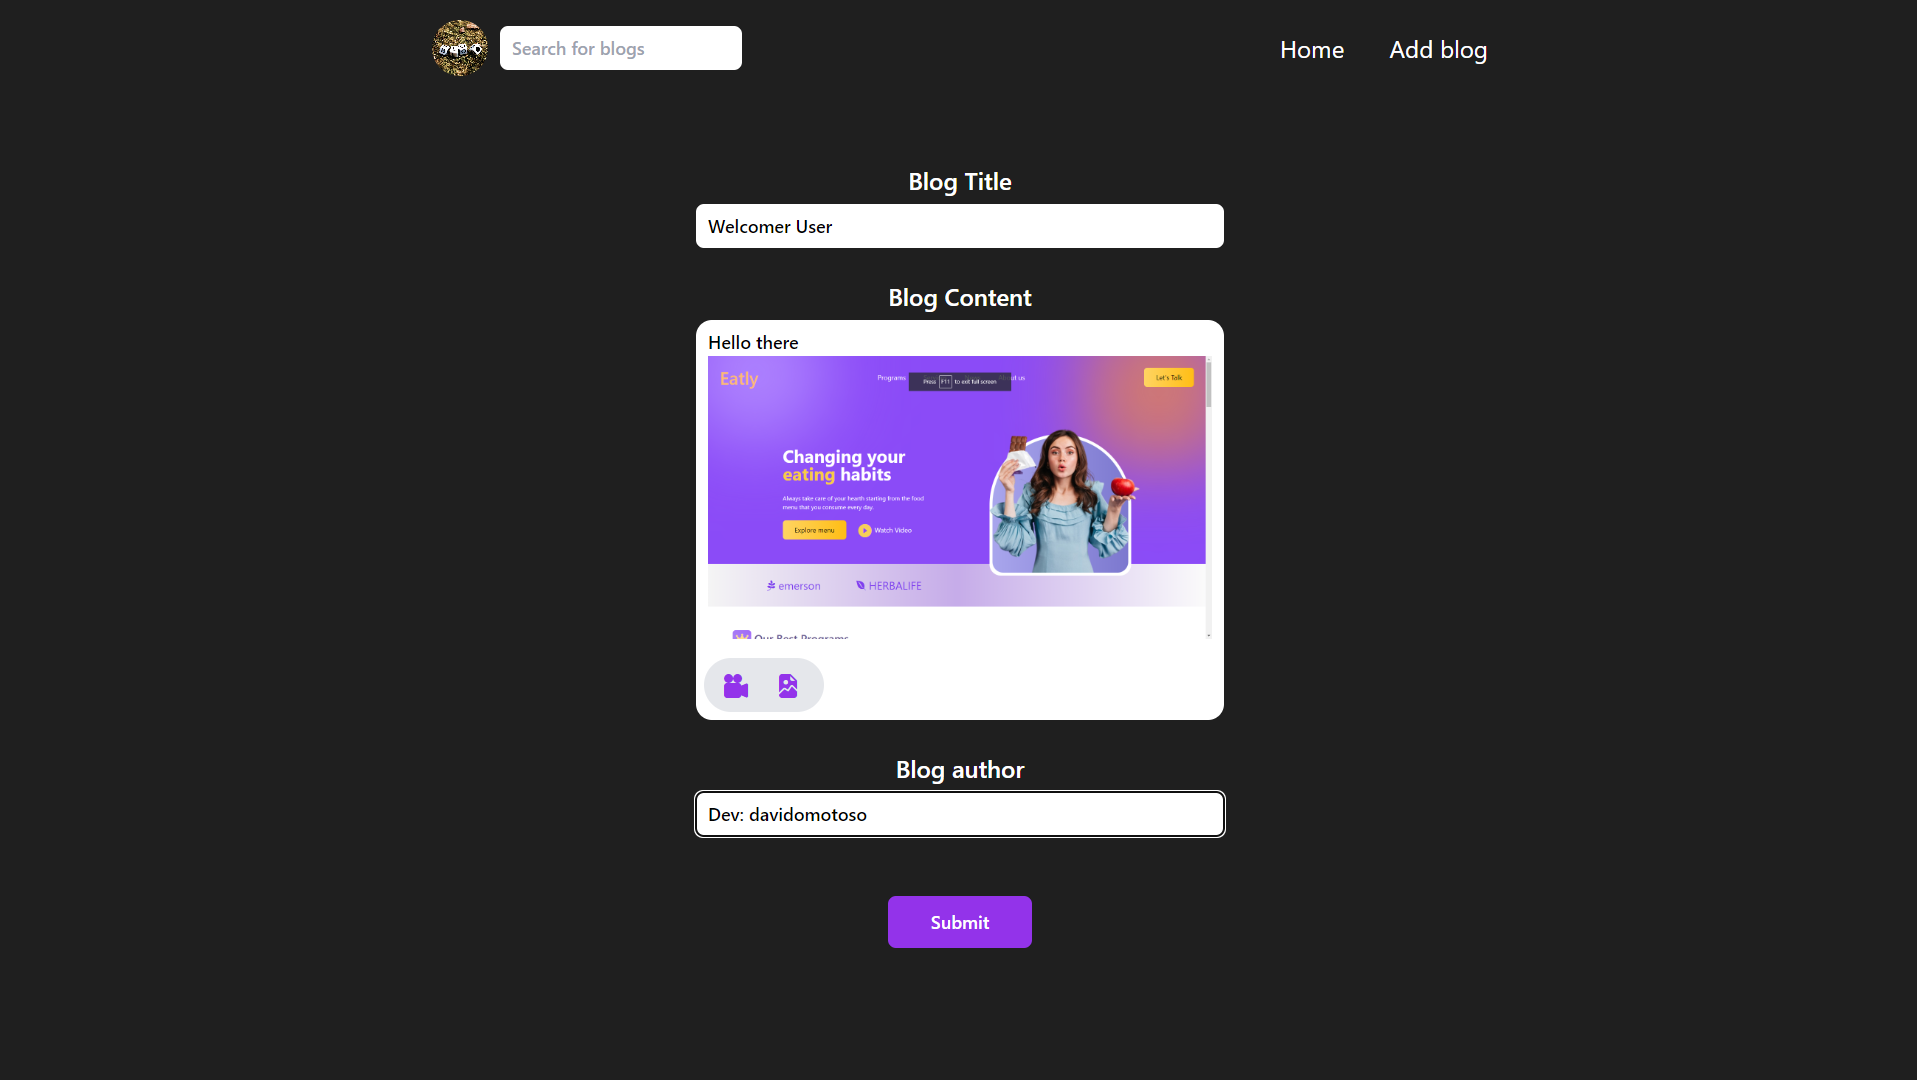 Search for blogs
Home
Add blog
Blog Title
Welcomer User
Blog Content
Hello there
Eatly
Programs
Press F11 to exit full screen
out us
Let's Talk
Changing your
eating habits
Always take care of your hearth starting from the food
menu that you consume every day.
Explore menu
Watch Video
emerson
HERBALIFE
Our Best Programs
Blog author
Dev: davidomotoso
Submit